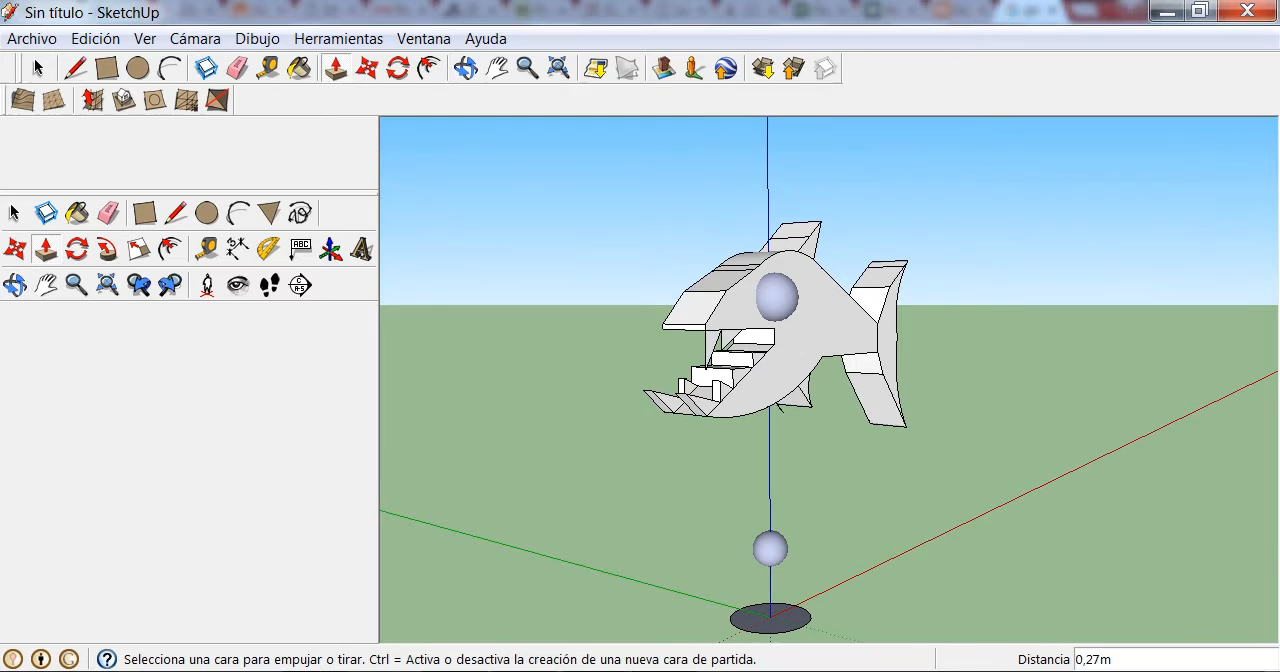 Sin título - SketchUp
Archivo Edición Ver Cámara Dibujo Herramientas Ventana Ayuda
ABC
Selecciona una cara para empujar o tirar. Ctrl = Activa o desactiva la creación de una nueva cara de partida.
Distancia 0,27m